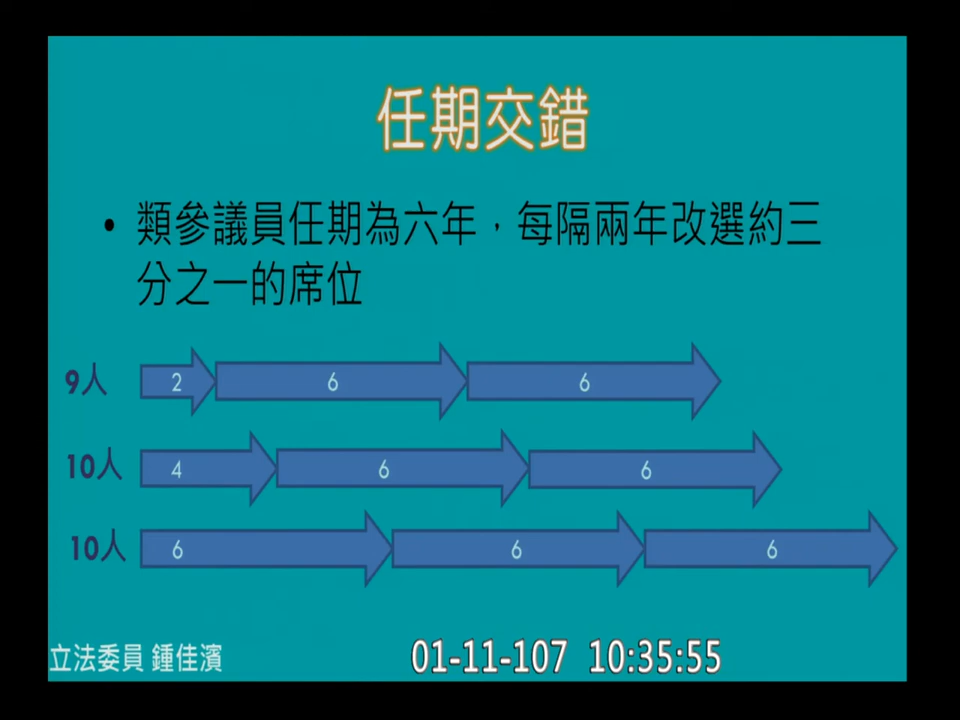 任期交錯
• 類參議員任期為六年，每隔兩年改選約三
分之一的席位
9人 2 6 6
10人 4 6 6
10人 6 6 6
立法委員 鍾佳濱 01-11-107 10:35:55